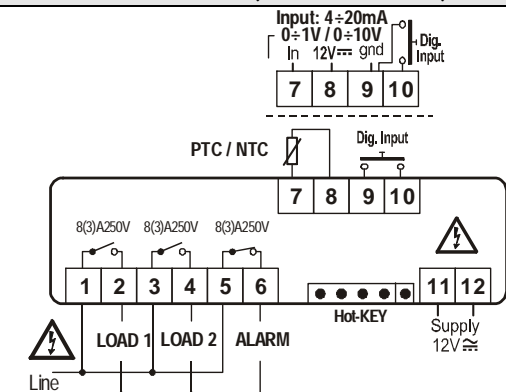 Input: 4÷20mA
0÷1V / 0÷10V
In 12V⎓ gnd
Dig.
Input
7 8 9 10
PTC / NTC
Dig. Input
7 8 9 10
8(3)A250V 8(3)A250V 8(3)A250V
1 2 3 4 5 6
11 12
Hot-KEY
LOAD 1 LOAD 2 ALARM
Supply
12V≂
Line